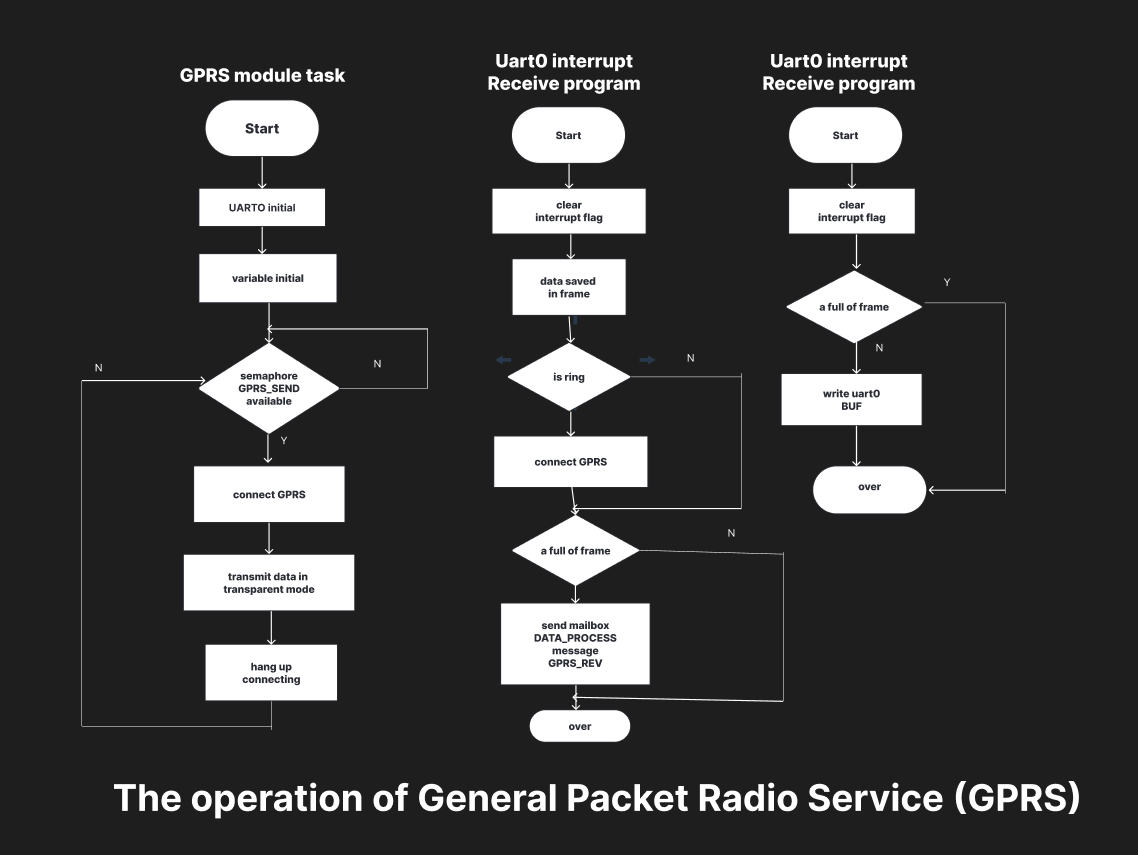 GPRS module task
Start
UARTO initial
variable initial
N
N
semaphore
GPRS_SEND
available
Y
connect GPRS
transmit data in
transparent mode
hang up
connecting
Uart0 interrupt
Receive program
Start
clear
interrupt flag
data saved
in frame
N
is ring
connect GPRS
N
a full of frame
send mailbox
DATA_PROCESS
message
GPRS_REV
over
Uart0 interrupt
Receive program
Start
clear
interrupt flag
Y
a full of frame
N
write uart0
BUF
over
The operation of General Packet Radio Service (GPRS)